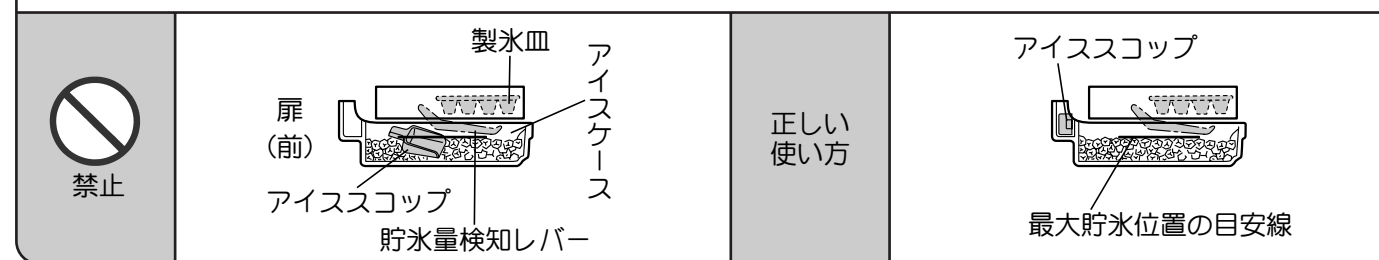 禁止
製氷皿
アイスケース
扉
(前)
アイススコップ
貯氷量検知レバー
正しい
使い方
アイススコップ
最大貯氷位置の目安線